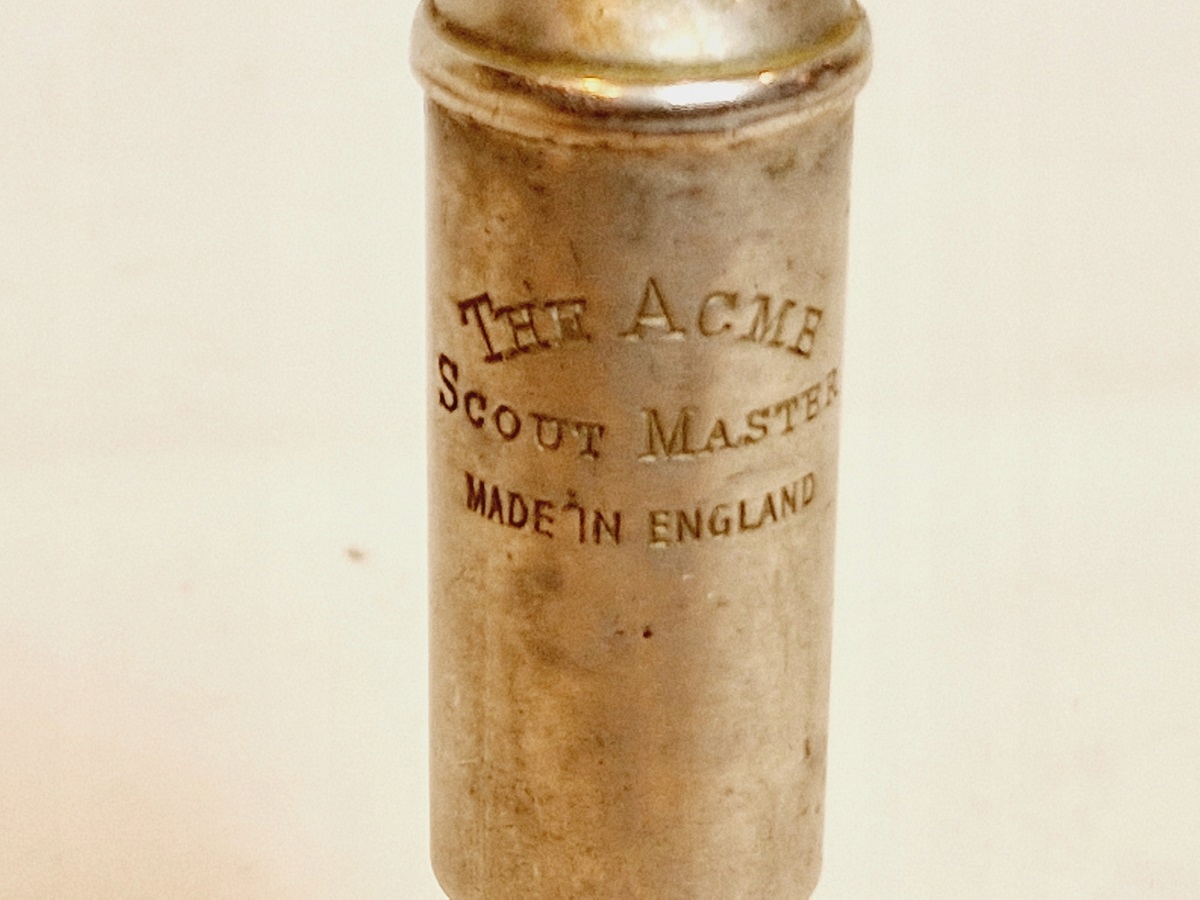 THE ACME
SCOUT MASTER
MADE IN ENGLAND